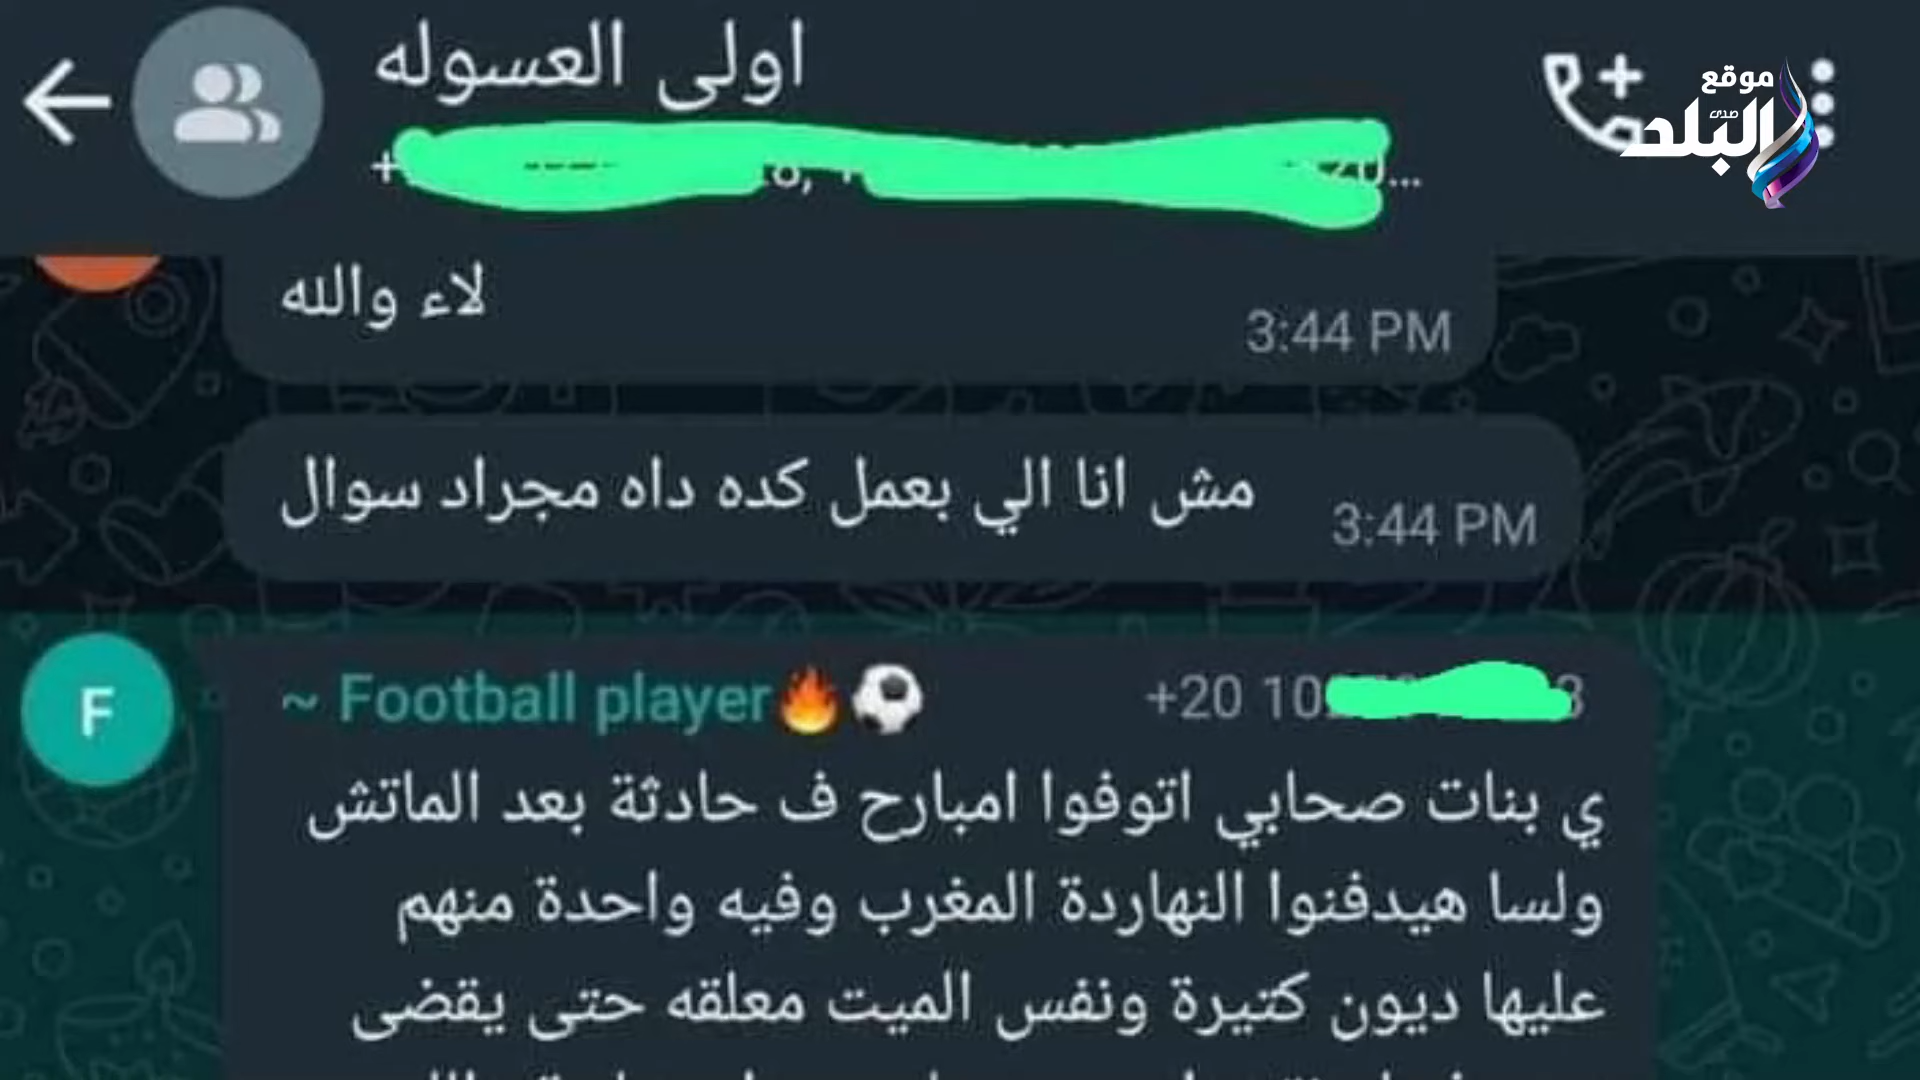 اولى العسوله
موقع
صدى
البلد
لاء والله
3:44 PM
مش انا الي بعمل كده داه مجراد سوال
3:44 PM
F
~ Football player🔥⚽
+20 10
ي بنات صحابي اتوفوا امبارح ف حادثة بعد الماتش
ولسا هيدفنوا النهاردة المغرب وفيه واحدة منهم
عليها ديون كتيرة ونفس الميت معلقه حتى يقضى